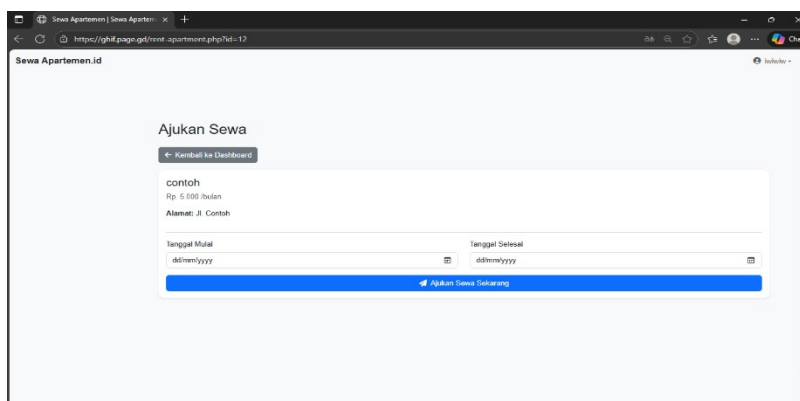 Sewa Apartemen | Sewa Apartem
https://ghif.page.gd/rent-apartment.php?id=12
Sewa Apartemen.id
Ajukan Sewa
← Kembali ke Dashboard
contoh
Rp. 5.000 /bulan
Alamat: Jl. Contoh
Tanggal Mulai Tanggal Selesai
dd/mm/yyyy dd/mm/yyyy
Ajukan Sewa Sekarang